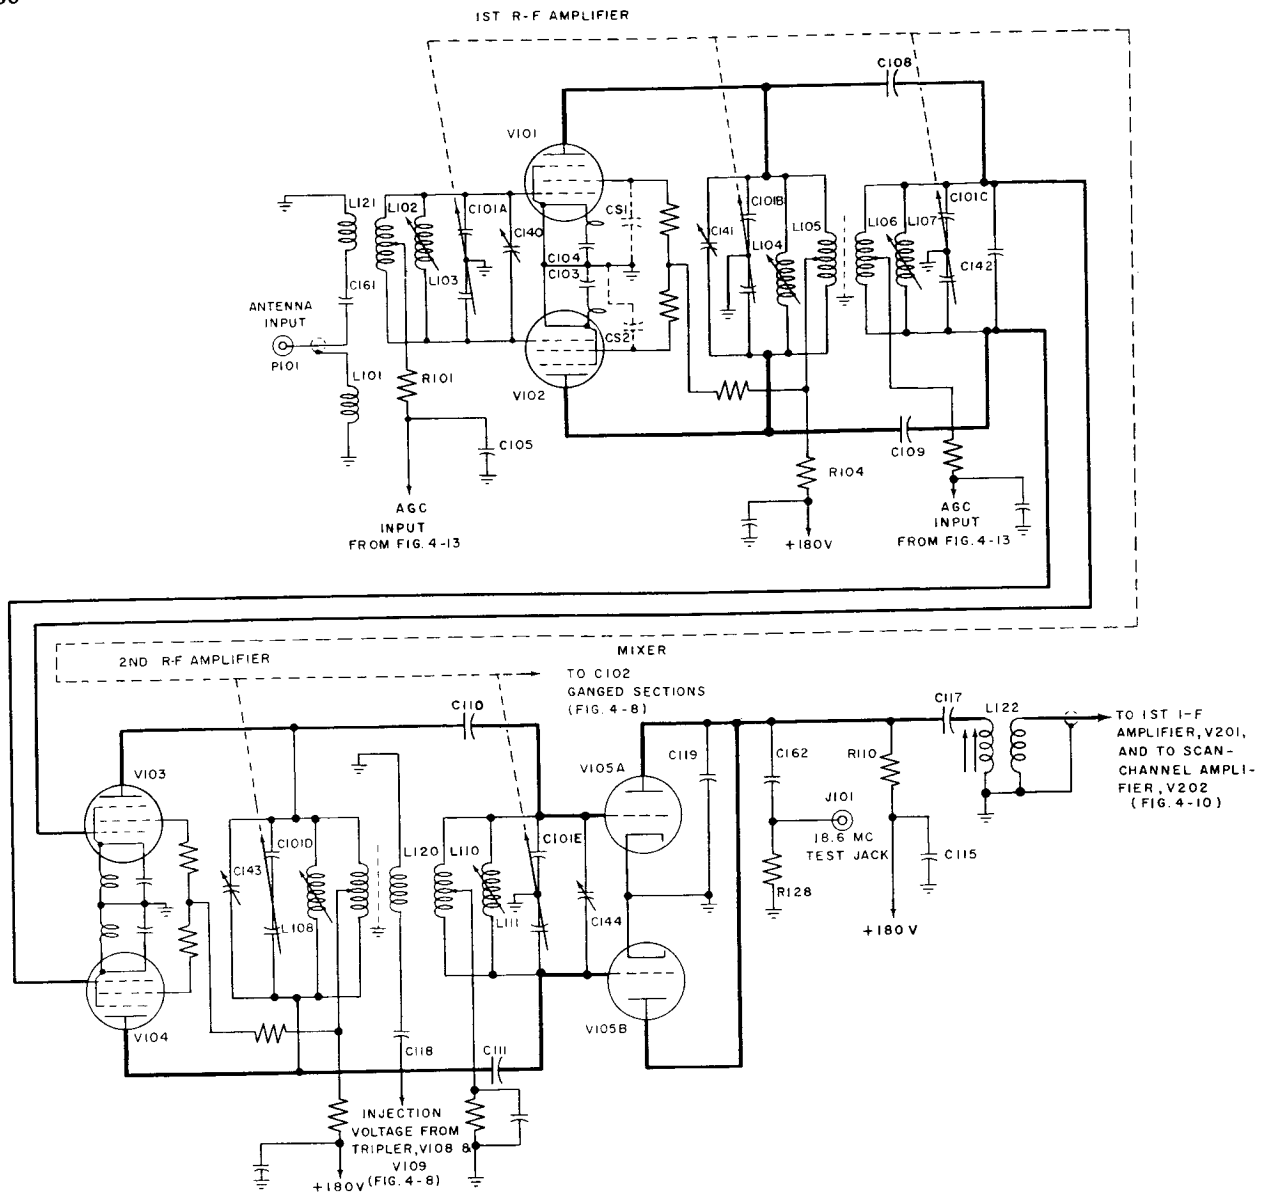 1ST R-F AMPLIFIER
C108
V101
L121
L102
C101A
C140
L103
C161
CS1
C104
C103
CS2
C101B
C141
L104
L105
L106
L107
C101C
C142
ANTENNA
INPUT
P101
L101
R101
V102
C105
AGC
INPUT
FROM FIG. 4-13
C109
R104
+180V
AGC
INPUT
FROM FIG. 4-13
2ND R-F AMPLIFIER
MIXER
TO C102
GANGED SECTIONS
(FIG. 4-8)
C110
C117
L122
TO 1ST I-F
AMPLIFIER, V201,
AND TO SCAN-
CHANNEL AMPLI-
FIER, V202
(FIG. 4-10)
V103
V105A
C119
C162
R110
J101
18.6 MC
TEST JACK
C115
R128
+180V
C143
C101D
L108
L120
L110
L111
C101E
C144
V104
V105B
C118
C111
INJECTION
VOLTAGE FROM
TRIPLER, V108 &
V109
(FIG. 4-8)
+180V